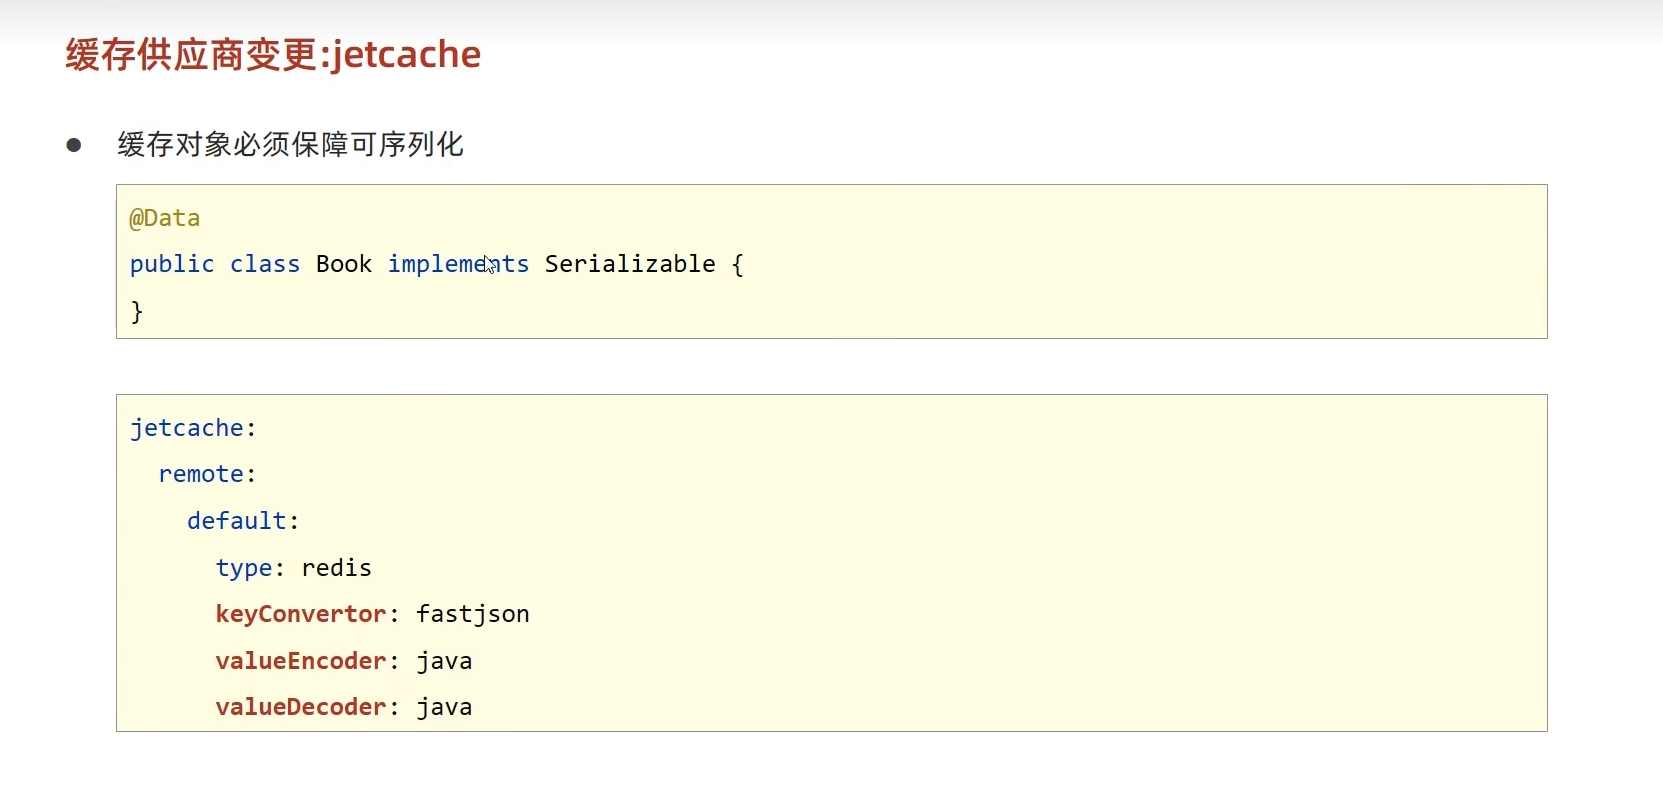 缓存供应商变更:jetcache
● 缓存对象必须保障可序列化
@Data
public class Book implements Serializable {
}
jetcache:
  remote:
    default:
      type: redis
      keyConvertor: fastjson
      valueEncoder: java
      valueDecoder: java